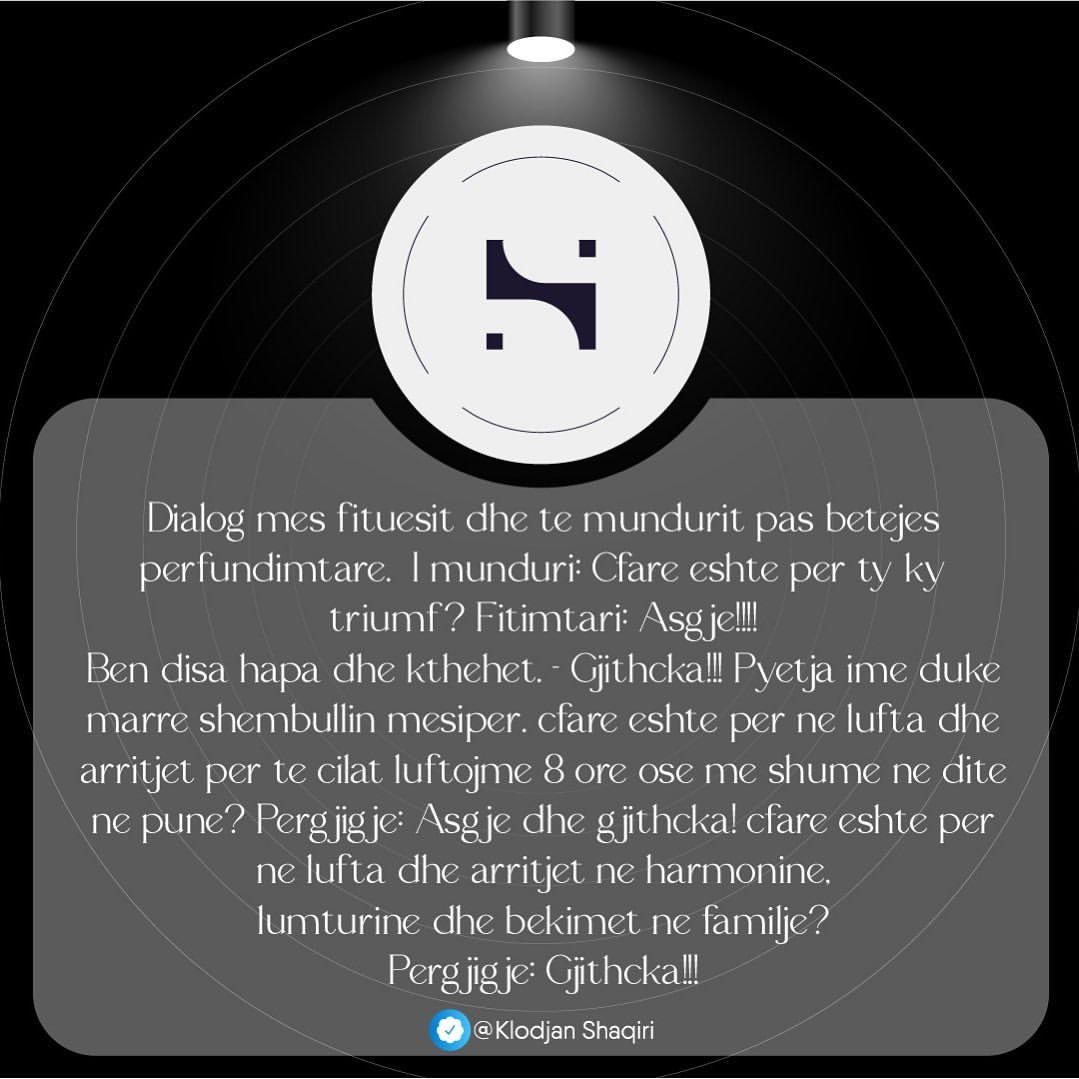 Dialog mes fituesit dhe te mundurit pas betejes
perfundimtare. I munduri: Cfare eshte per ty ky
triumf? Fitimtari: Asgje!!!!
Ben disa hapa dhe kthehet. - Gjithcka!!! Pyetja ime duke
marre shembullin mesiper. cfare eshte per ne lufta dhe
arritjet per te cilat luftojme 8 ore ose me shume ne dite
ne pune? Pergjigje: Asgje dhe gjithcka! cfare eshte per
ne lufta dhe arritjet ne harmonine,
lumturine dhe bekimet ne familje?
Pergjigje: Gjithcka!!!
@Klodjan Shaqiri